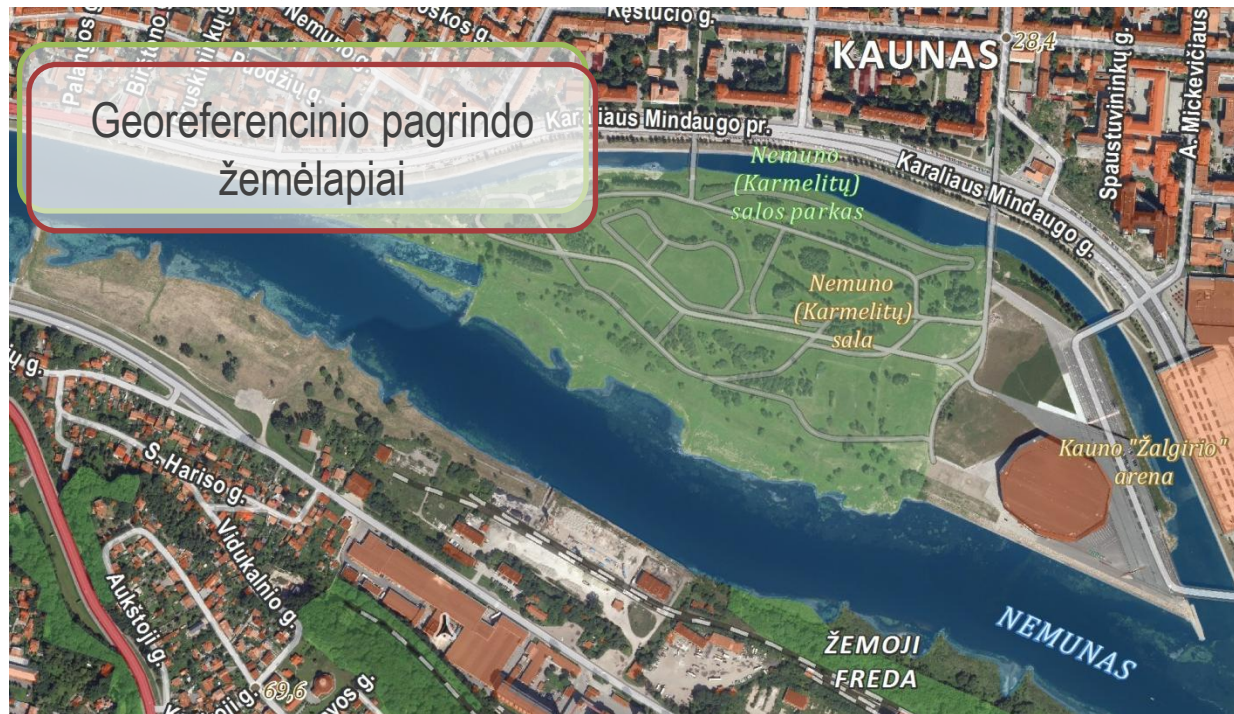 Kęstučio g.
KAUNAS
28,4
Nemuno g.
Puodžių g.
Palangos g.
Georeferencinio pagrindo
žemėlapiai
Karaliaus Mindaugo pr.
Spaustuvininkų g.
A. Mickevičiaus
Nemuno
(Karmelitų)
salos parkas
Karaliaus Mindaugo g.
Nemuno
(Karmelitų)
sala
Kauno "Žalgirio"
arena
S. Hariso g.
Vidukalnio g.
Aukštoji g.
69,6
ŽEMOJI
FREDA
NEMUNAS